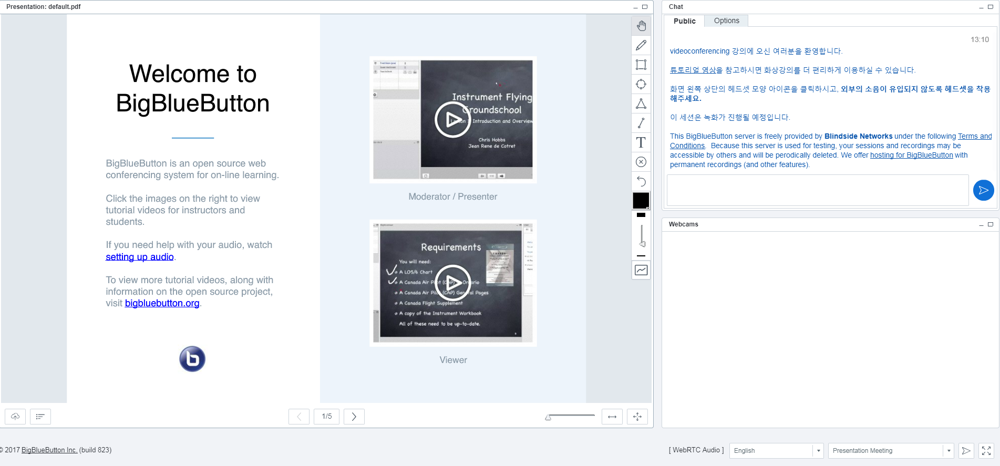 Presentation: default.pdf
Welcome to
BigBlueButton
BigBlueButton is an open source web
conferencing system for on-line learning.
Click the images on the right to view
tutorial videos for instructors and
students.
If you need help with your audio, watch
setting up audio.
To view more tutorial videos, along with
information on the open source project,
visit bigbluebutton.org.
b
Instrument Flying
Groundschool
Introduction and Overview
Chris Hobbs
Jean Rene de Cotret
Moderator / Presenter
Requirements
You will need:
A LO5/6 Chart
A Canada Air Pilot (CAP) Ontario
A Canada Air Pilot (CAP) General Pages
A Canada Flight Supplement
A copy of the Instrument Workbook
All of these need to be up-to-date.
CANADA
Viewer
T
1/5
Chat
Public
Options
13:10
videoconferencing 강의에 오신 여러분을 환영합니다.
튜토리얼 영상을 참고하시면 화상강의를 더 편리하게 이용하실 수 있습니다.
화면 왼쪽 상단의 헤드셋 모양 아이콘을 클릭하시고, 외부의 소음이 유입되지 않도록 헤드셋을 착용
해주세요.
이 세션은 녹화가 진행될 예정입니다.
This BigBlueButton server is freely provided by Blindside Networks under the following Terms and
Conditions. Because this server is used for testing, your sessions and recordings may be
accessible by others and will be perodically deleted. We offer hosting for BigBlueButton with
permanent recordings (and other features).
Webcams
© 2017 BigBlueButton Inc. (build 823)
[ WebRTC Audio ]
English
Presentation Meeting